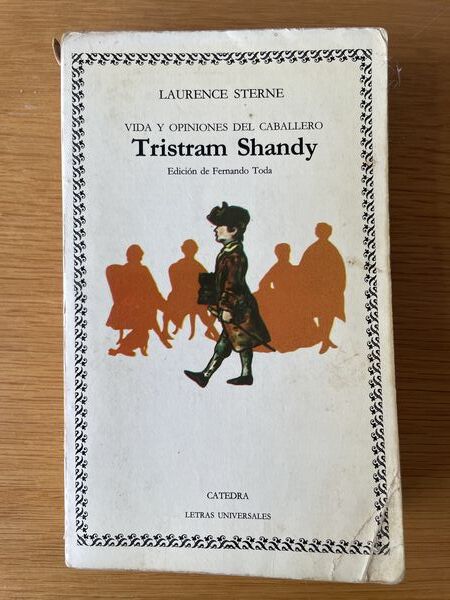 LAURENCE STERNE
VIDA Y OPINIONES DEL CABALLERO
Tristram Shandy
Edición de Fernando Toda
CATEDRA
LETRAS UNIVERSALES